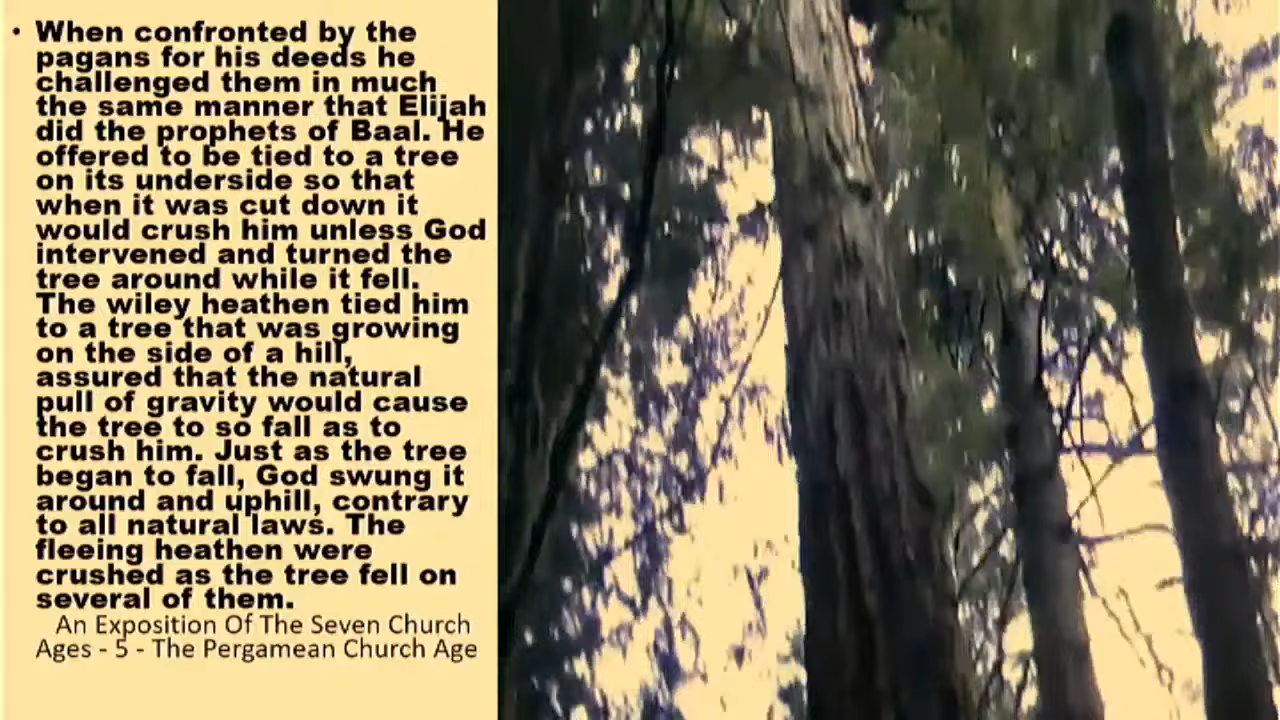 • When confronted by the
pagans for his deeds he
challenged them in much
the same manner that Elijah
did the prophets of Baal. He
offered to be tied to a tree
on its underside so that
when it was cut down it
would crush him unless God
intervened and turned the
tree around while it fell.
The wiley heathen tied him
to a tree that was growing
on the side of a hill,
assured that the natural
pull of gravity would cause
the tree to so fall as to
crush him. Just as the tree
began to fall, God swung it
around and uphill, contrary
to all natural laws. The
fleeing heathen were
crushed as the tree fell on
several of them.
An Exposition Of The Seven Church
Ages - 5 - The Pergamean Church Age